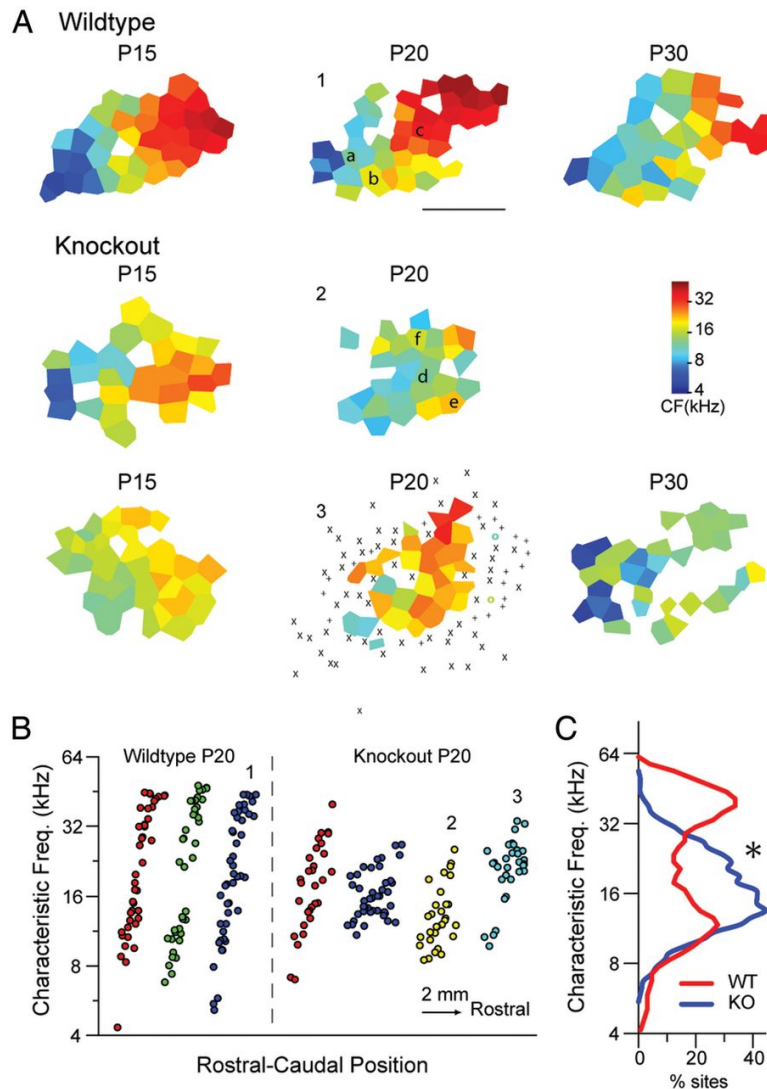 A Wildtype
P15 P20 P30
1
c
a
b
Knockout
P15 P20
2
f
d
e
32
16
8
4
CF(kHz)
P15 P20 P30
3
B
C
64
32
16
8
4
Characteristic Freq. (kHz)
Wildtype P20
Knockout P20
1
2
3
2 mm
Rostral
Rostral-Caudal Position
64
32
16
8
4
Characteristic Freq. (kHz)
*
WT
KO
0 20 40
% sites